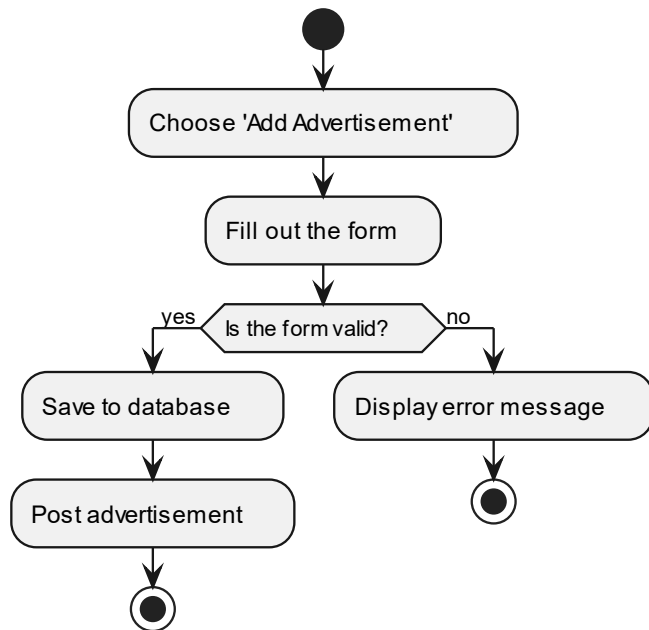 Choose 'Add Advertisement'
Fill out the form
yes
Is the form valid?
no
Save to database
Display error message
Post advertisement